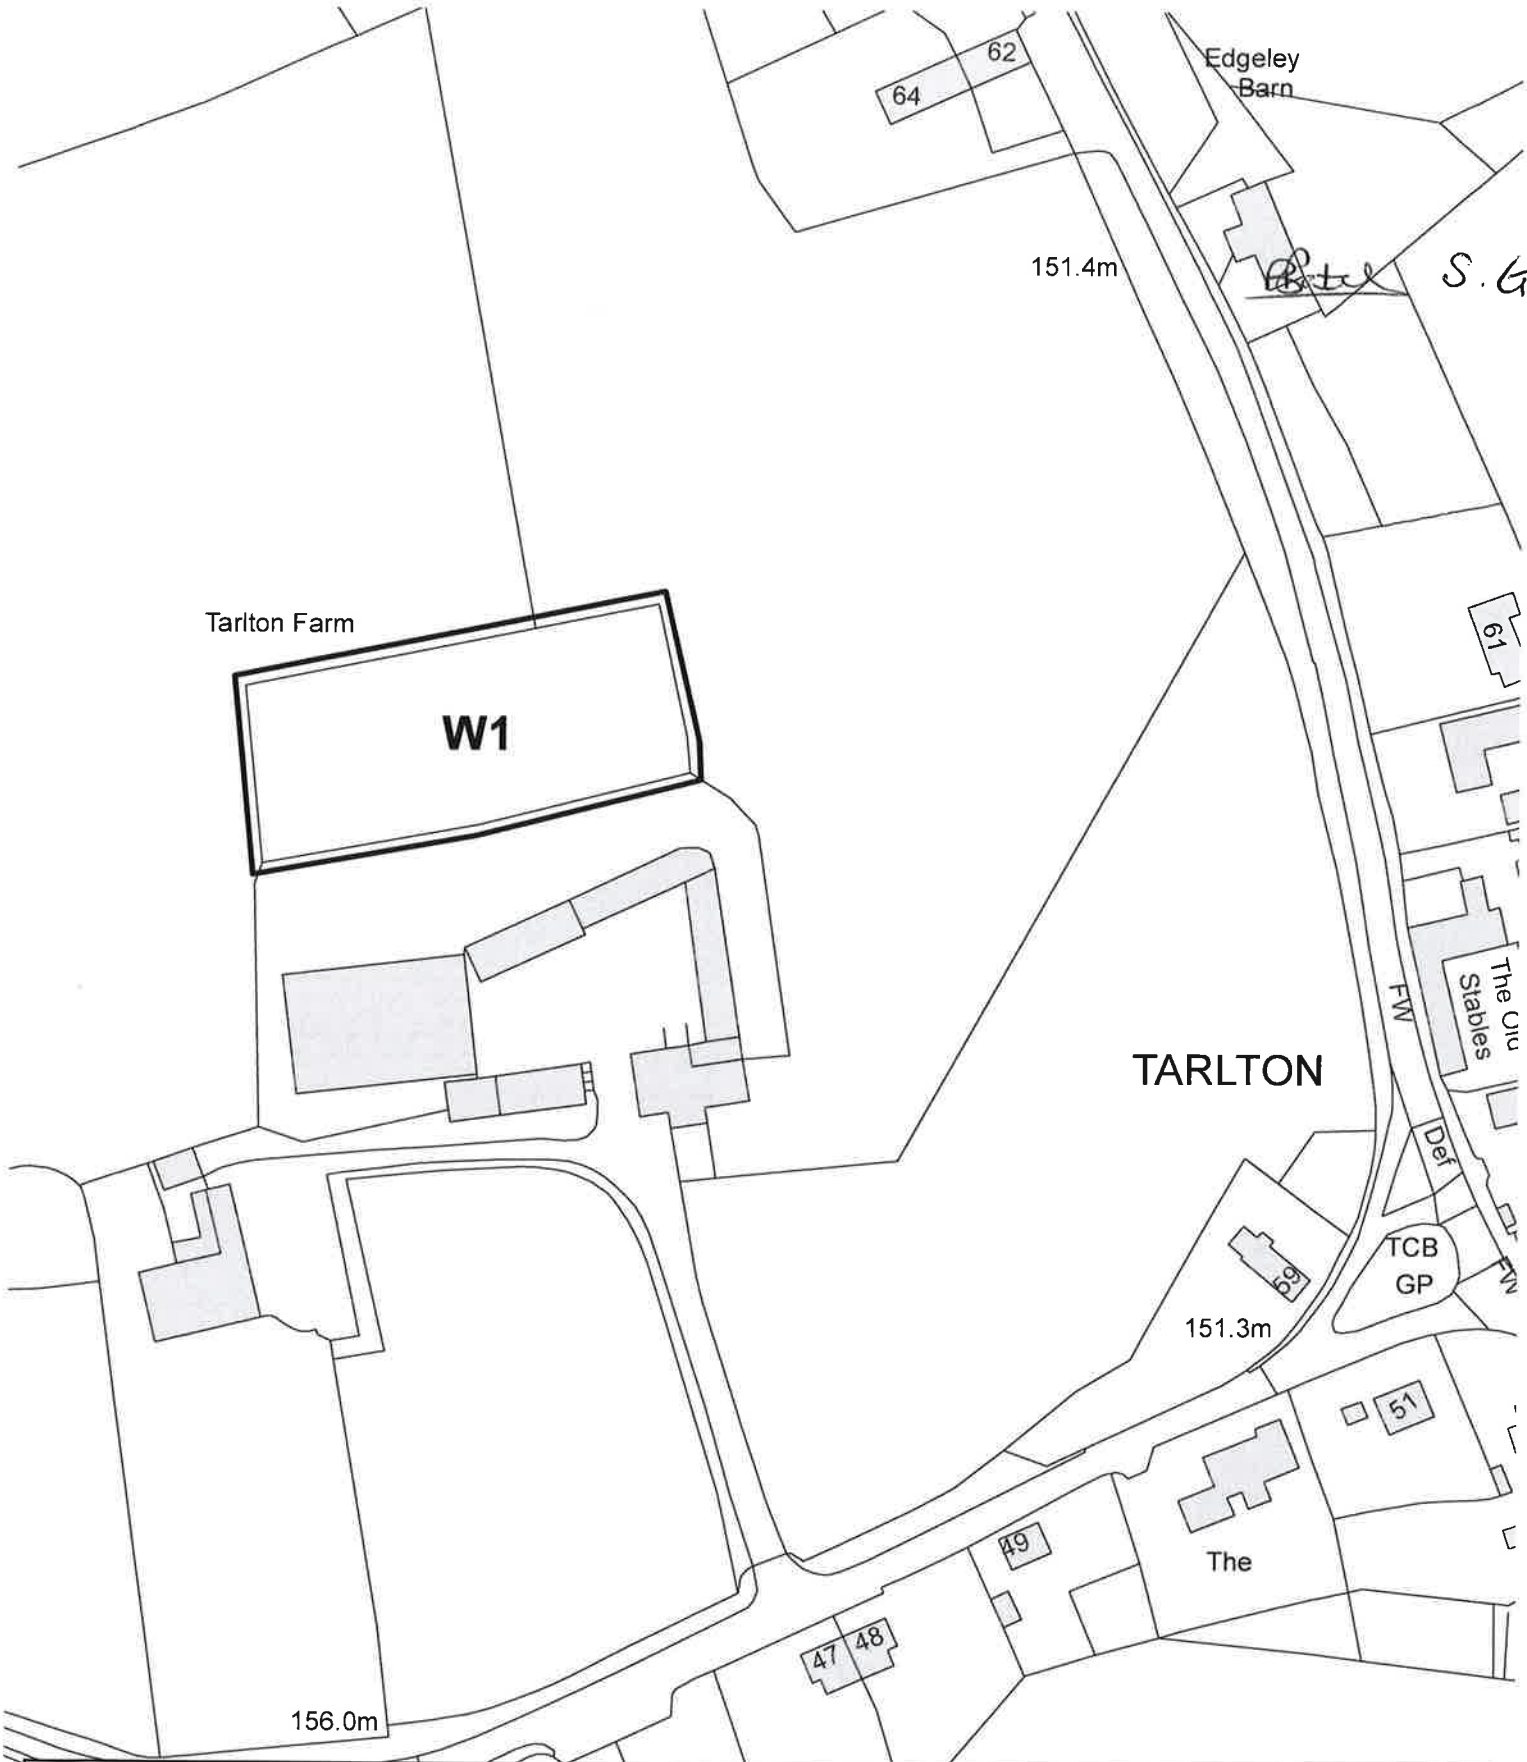 62
64
Edgeley
Barn
151.4m
S. G
Tarlton Farm
W1
61
FW
The Old
Stables
TARLTON
Def
TCB
GP
FW
59
151.3m
51
49
The
47
48
156.0m